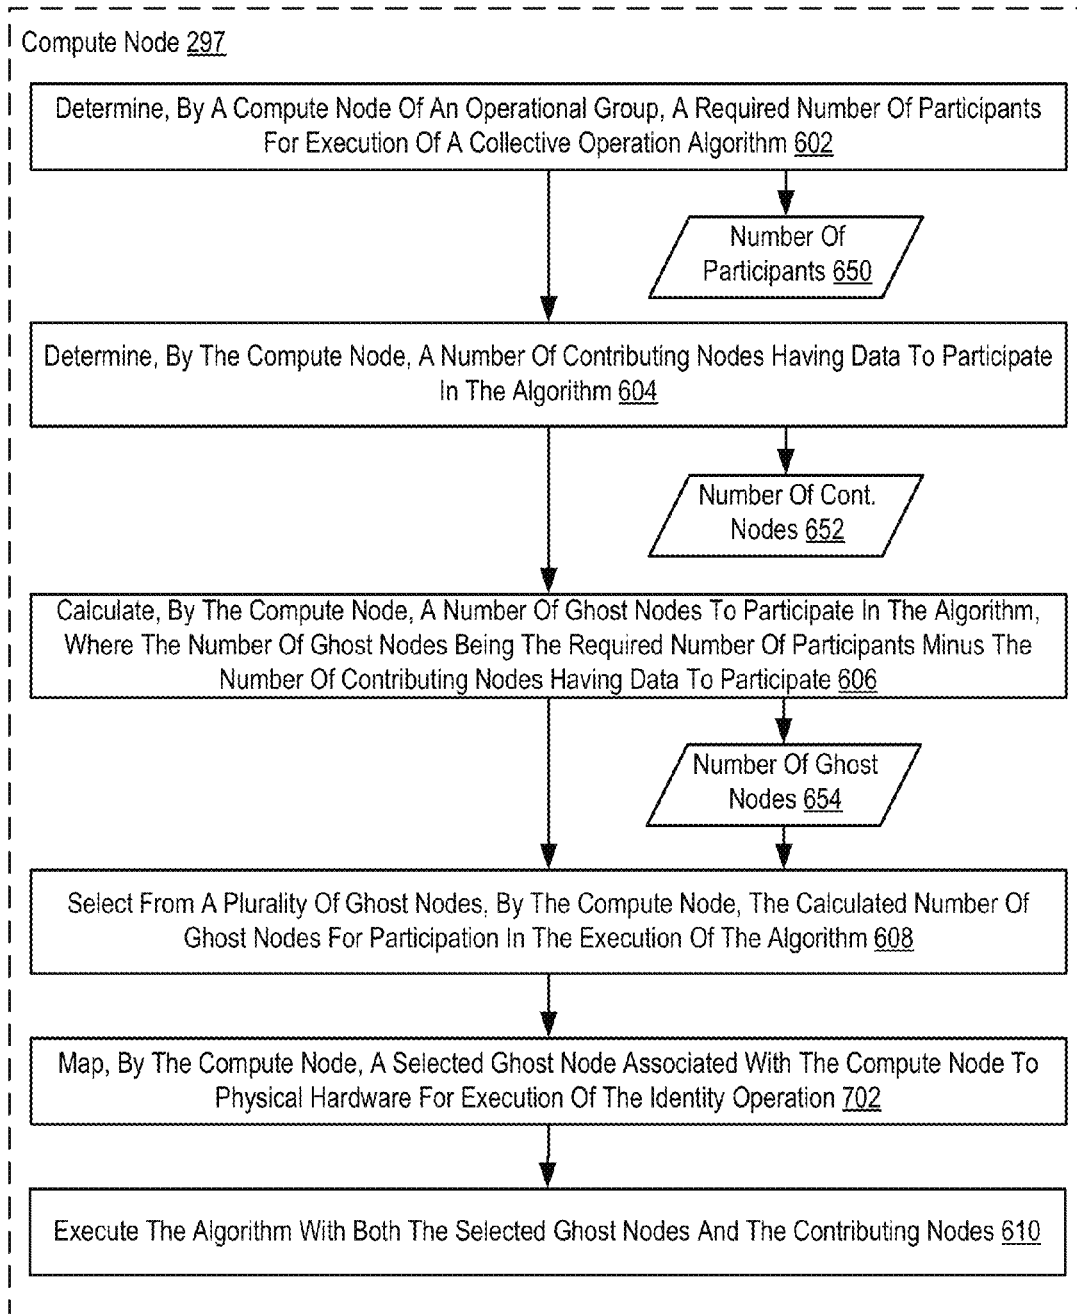 Compute Node 297
Determine, By A Compute Node Of An Operational Group, A Required Number Of Participants
For Execution Of A Collective Operation Algorithm 602
Number Of
Participants 650
Determine, By The Compute Node, A Number Of Contributing Nodes Having Data To Participate
In The Algorithm 604
Number Of Cont.
Nodes 652
Calculate, By The Compute Node, A Number Of Ghost Nodes To Participate In The Algorithm,
Where The Number Of Ghost Nodes Being The Required Number Of Participants Minus The
Number Of Contributing Nodes Having Data To Participate 606
Number Of Ghost
Nodes 654
Select From A Plurality Of Ghost Nodes, By The Compute Node, The Calculated Number Of
Ghost Nodes For Participation In The Execution Of The Algorithm 608
Map, By The Compute Node, A Selected Ghost Node Associated With The Compute Node To
Physical Hardware For Execution Of The Identity Operation 702
Execute The Algorithm With Both The Selected Ghost Nodes And The Contributing Nodes 610